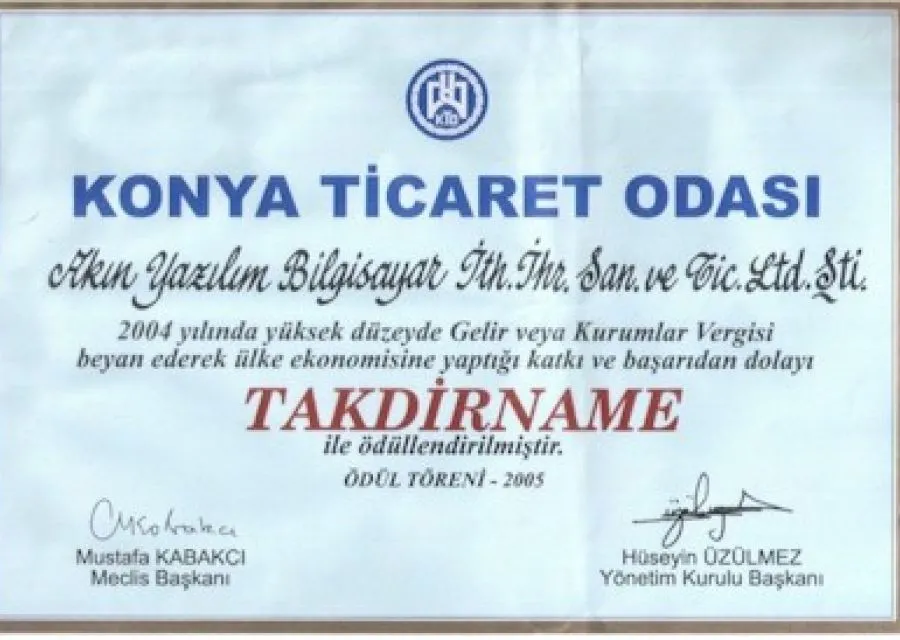 KTO
KONYA TİCARET ODASI
Akın Yazılım Bilgisayar İth.İhr. San. ve Tic. Ltd. Şti.
2004 yılında yüksek düzeyde Gelir veya Kurumlar Vergisi
beyan ederek ülke ekonomisine yaptığı katkı ve başarıdan dolayı
TAKDİRNAME
ile ödüllendirilmiştir.
ÖDÜL TÖRENİ - 2005
Mustafa KABAKCI
Meclis Başkanı
Hüseyin ÜZÜLMEZ
Yönetim Kurulu Başkanı